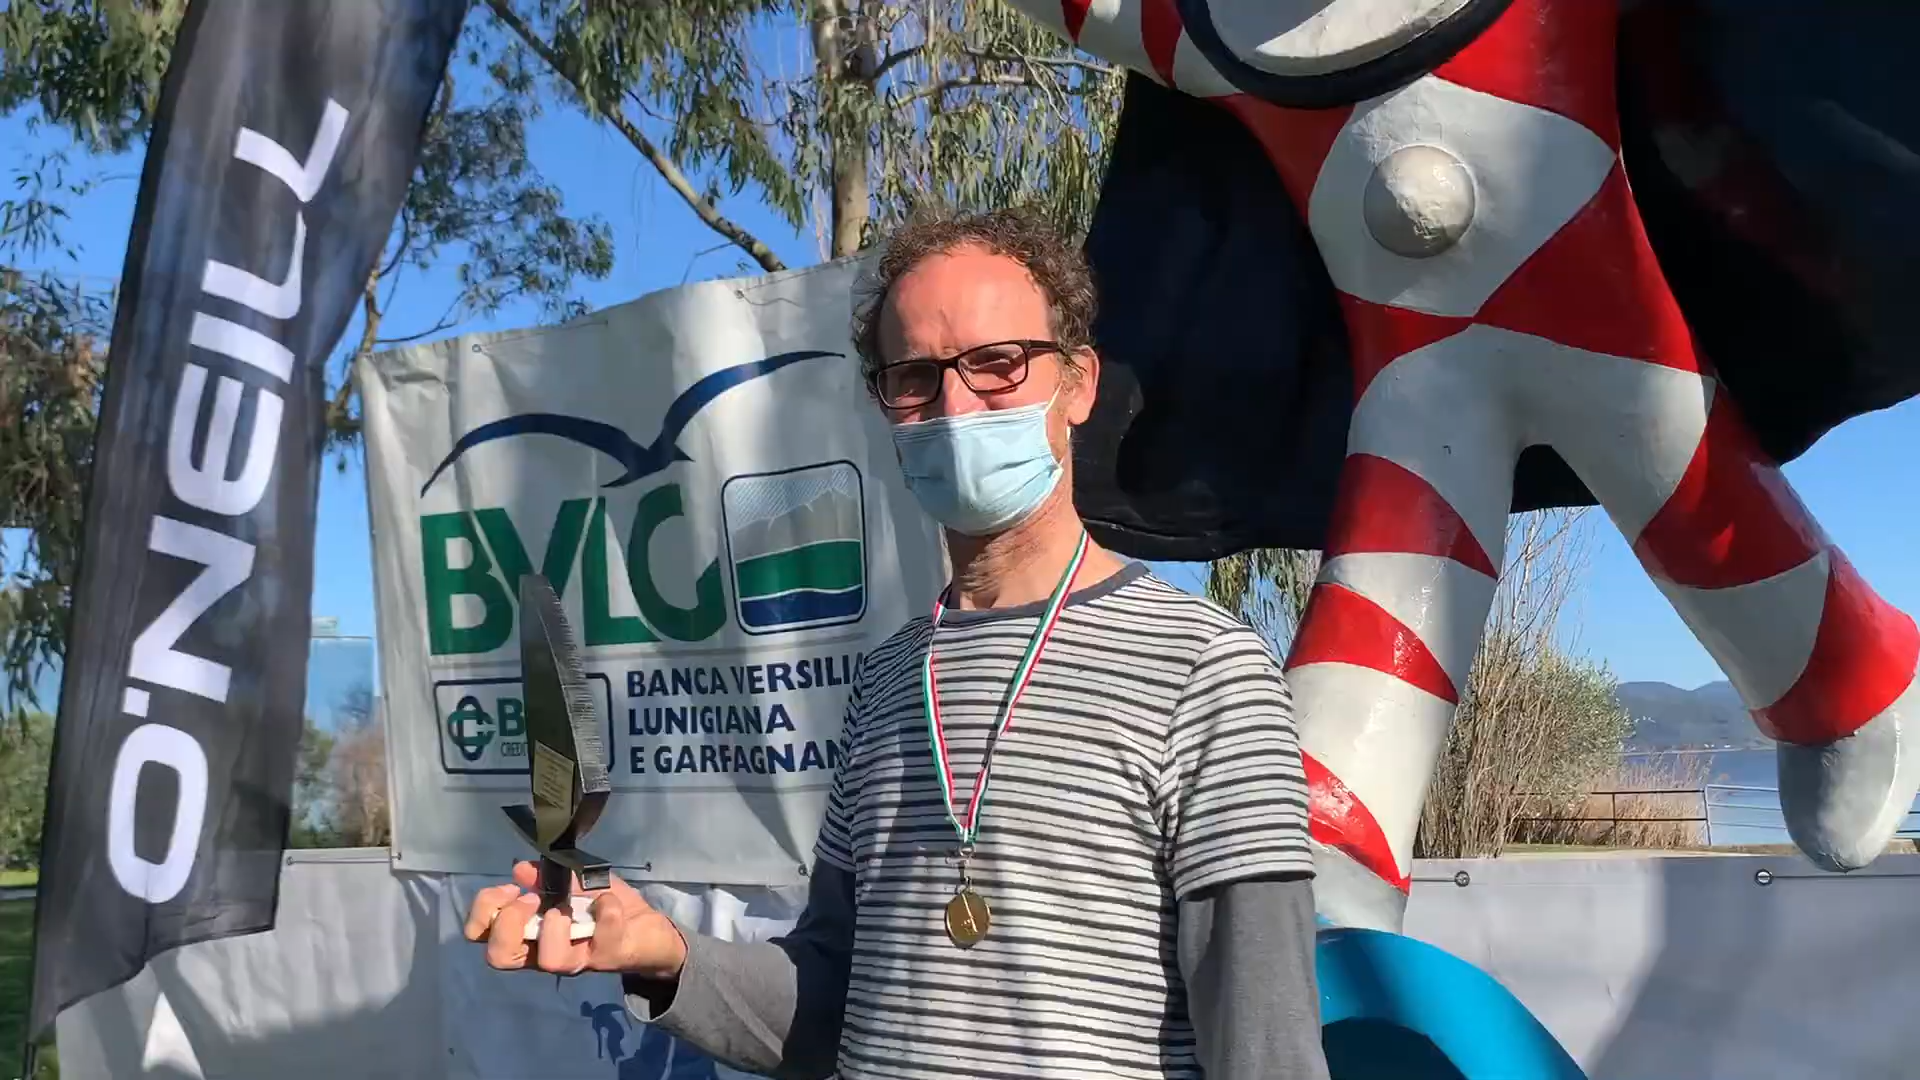 O'NEILL
BVLG
BANCA VERSILIA
LUNIGIANA
E GARFAGNAN